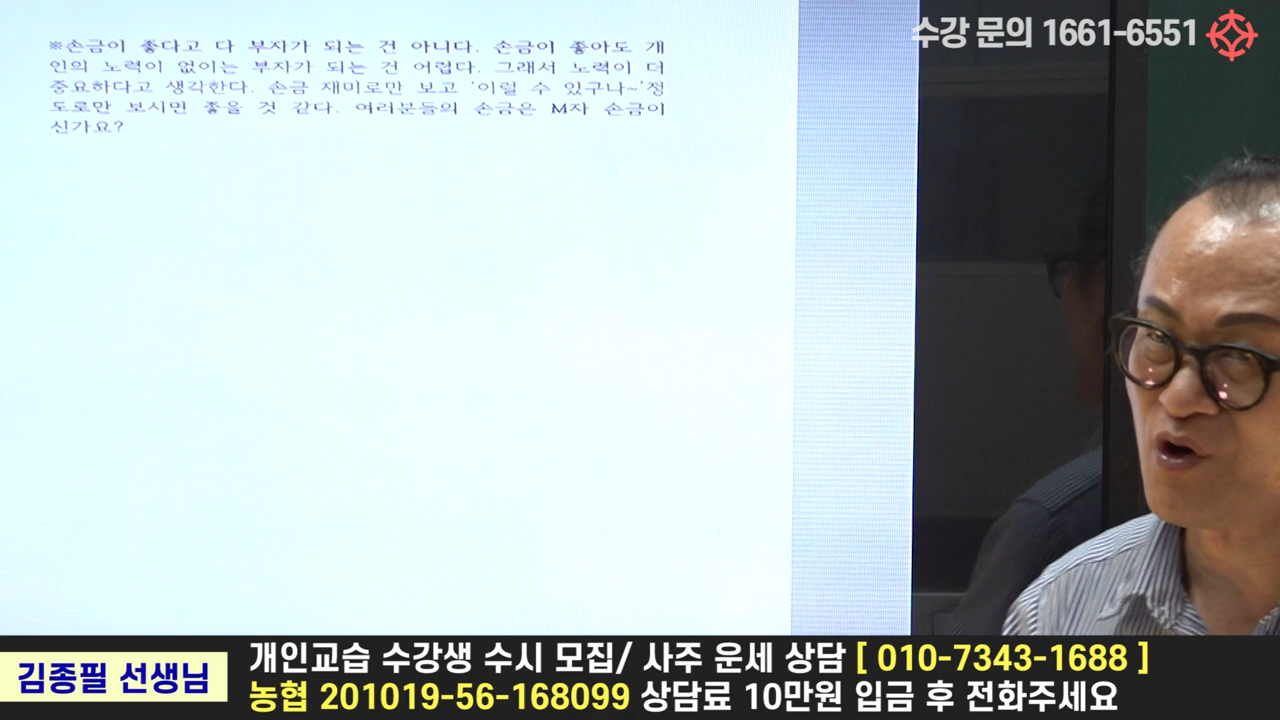 수강 문의 1661-6551
※손금이 좋다고 다 부자가 되는 건 아니다. 손금이 좋아도 개
인의 노력이 없이는 부자가 되는 건 어렵다. 그래서 노력이 더
중요하다고 생각한다. 손금 재미로만 보고 '이럴 수 있구나~'정
도로만 보시면 좋을 것 같다. 여러분들의 손금은 M자 손금이
신가요?
김종필 선생님
개인교습 수강생 수시 모집/ 사주 운세 상담 [ 010-7343-1688 ]
농협 201019-56-168099 상담료 10만원 입금 후 전화주세요